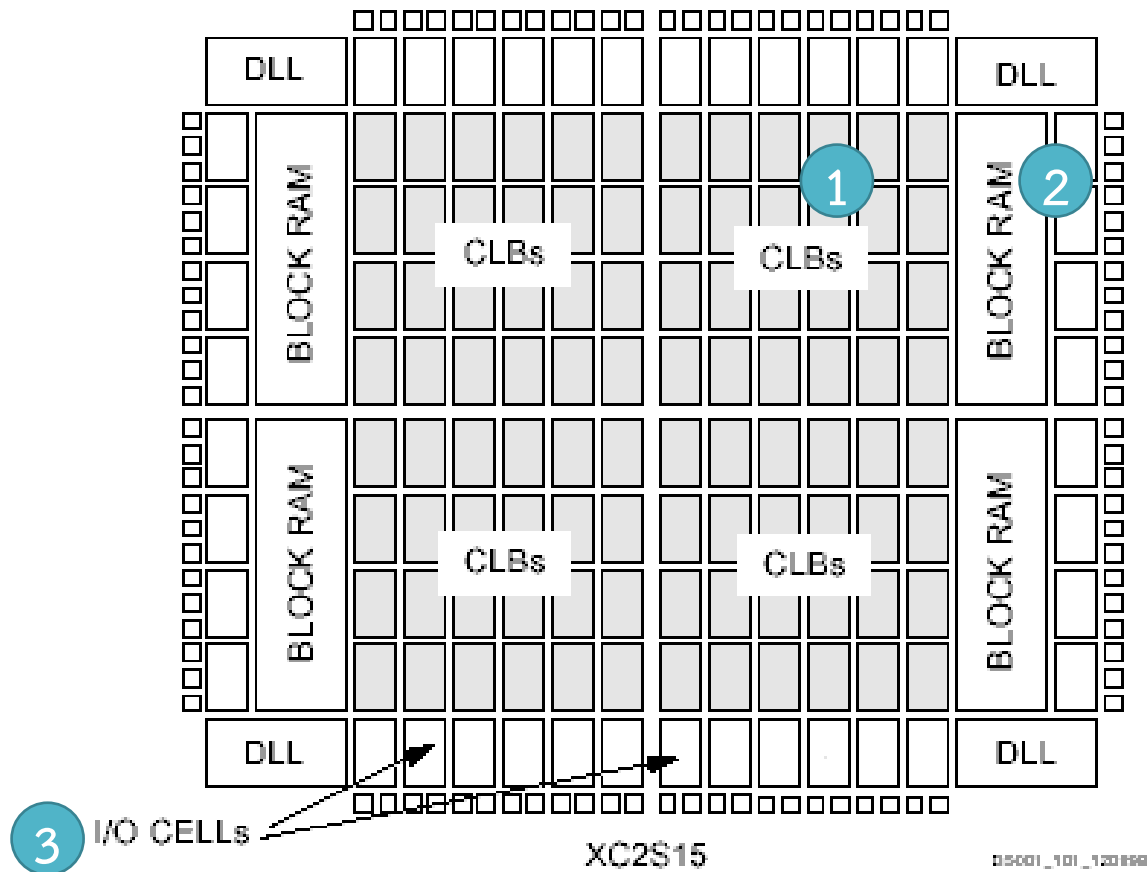 DLL
DLL
BLOCK RAM
BLOCK RAM
1
2
CLBs
CLBs
BLOCK RAM
BLOCK RAM
CLBs
CLBs
DLL
DLL
3 I/O CELLs
XC2S15